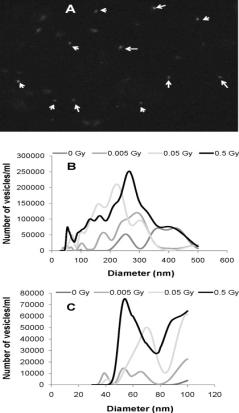 A
0 Gy 0.005 Gy 0.05 Gy 0.5 Gy
B
Number of vesicles/ml
300000
250000
200000
150000
100000
50000
0
0 100 200 300 400 500 600
Diameter (nm)
0 Gy 0.005 Gy 0.05 Gy 0.5 Gy
C
Number of vesicles/ml
80000
70000
60000
50000
40000
30000
20000
10000
0
0 20 40 60 80 100 120
Diameter (nm)